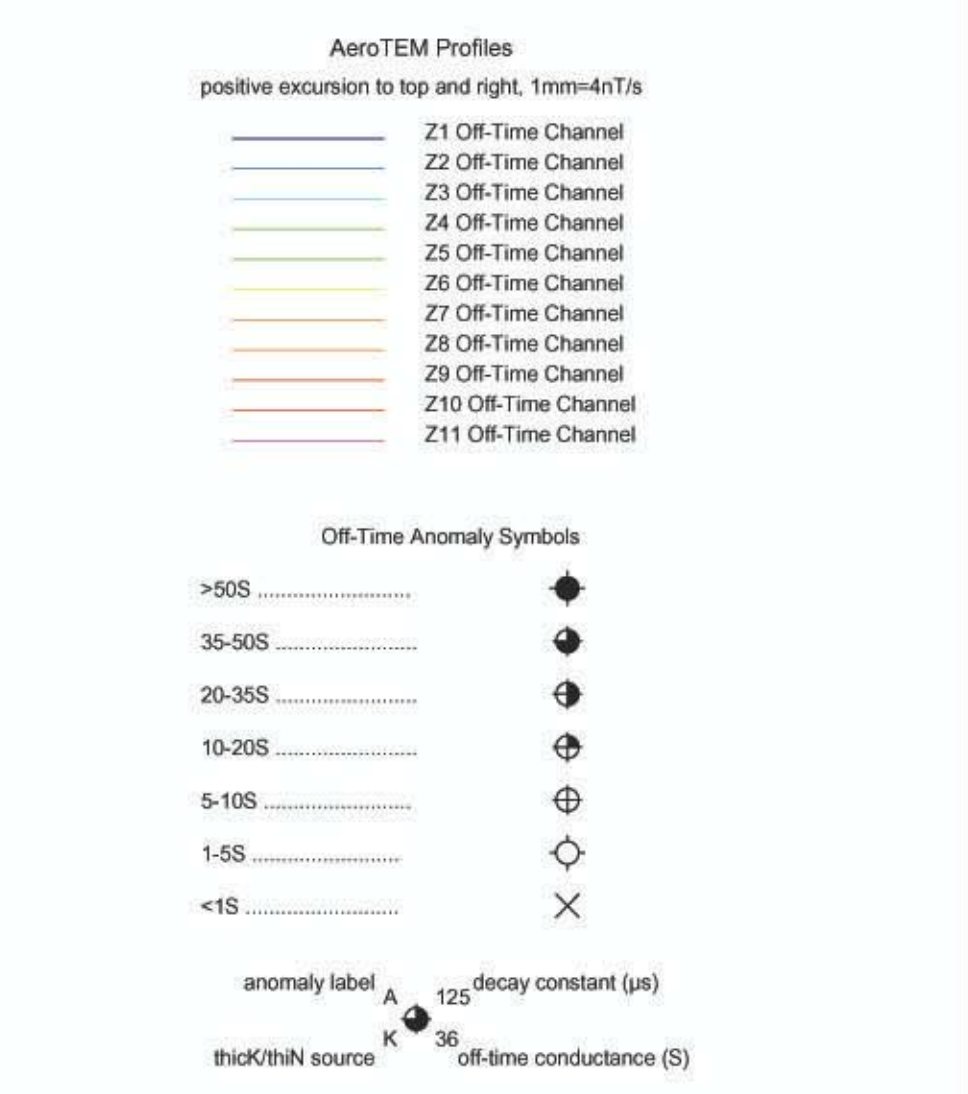 AeroTEM Profiles
positive excursion to top and right, 1mm=4nT/s
Z1 Off-Time Channel
Z2 Off-Time Channel
Z3 Off-Time Channel
Z4 Off-Time Channel
Z5 Off-Time Channel
Z6 Off-Time Channel
Z7 Off-Time Channel
Z8 Off-Time Channel
Z9 Off-Time Channel
Z10 Off-Time Channel
Z11 Off-Time Channel
Off-Time Anomaly Symbols
>50S ..........................
35-50S ........................
20-35S ........................
10-20S ........................
5-10S .........................
1-5S .........................
<1S ..........................
anomaly label A 125 decay constant (µs)
K 36
thicK/thiN source off-time conductance (S)